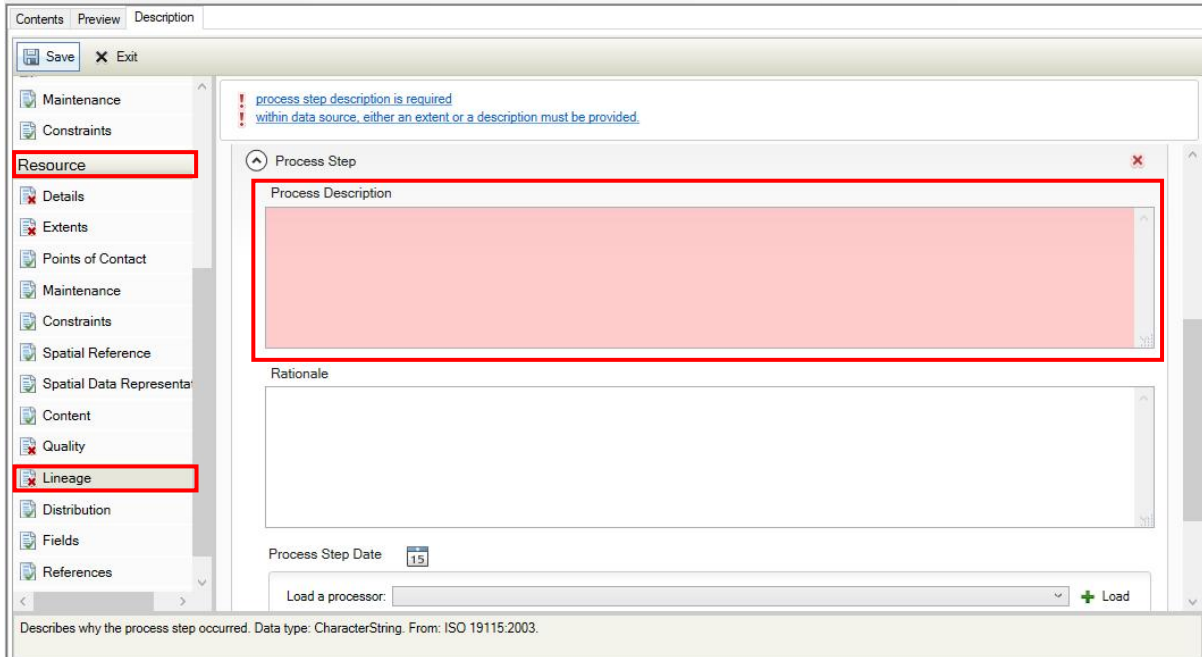 Contents Preview Description
Save X Exit
Maintenance
Constraints
Resource
Details
Extents
Points of Contact
Maintenance
Constraints
Spatial Reference
Spatial Data Representat
Content
Quality
Lineage
Distribution
Fields
References
process step description is required
within data source, either an extent or a description must be provided.
Process Step
Process Description
Rationale
Process Step Date 15
Load a processor: Load
Describes why the process step occurred. Data type: CharacterString. From: ISO 19115:2003.